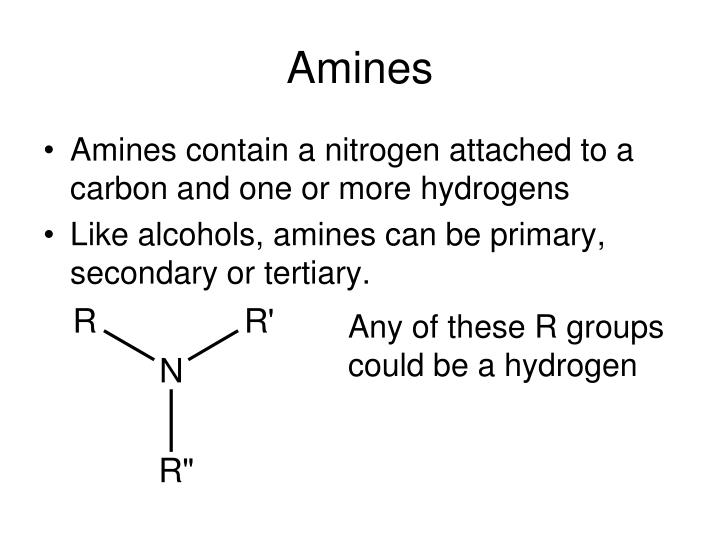 Amines
• Amines contain a nitrogen attached to a
carbon and one or more hydrogens
• Like alcohols, amines can be primary,
secondary or tertiary.
R R'
Any of these R groups
could be a hydrogen
N
R"